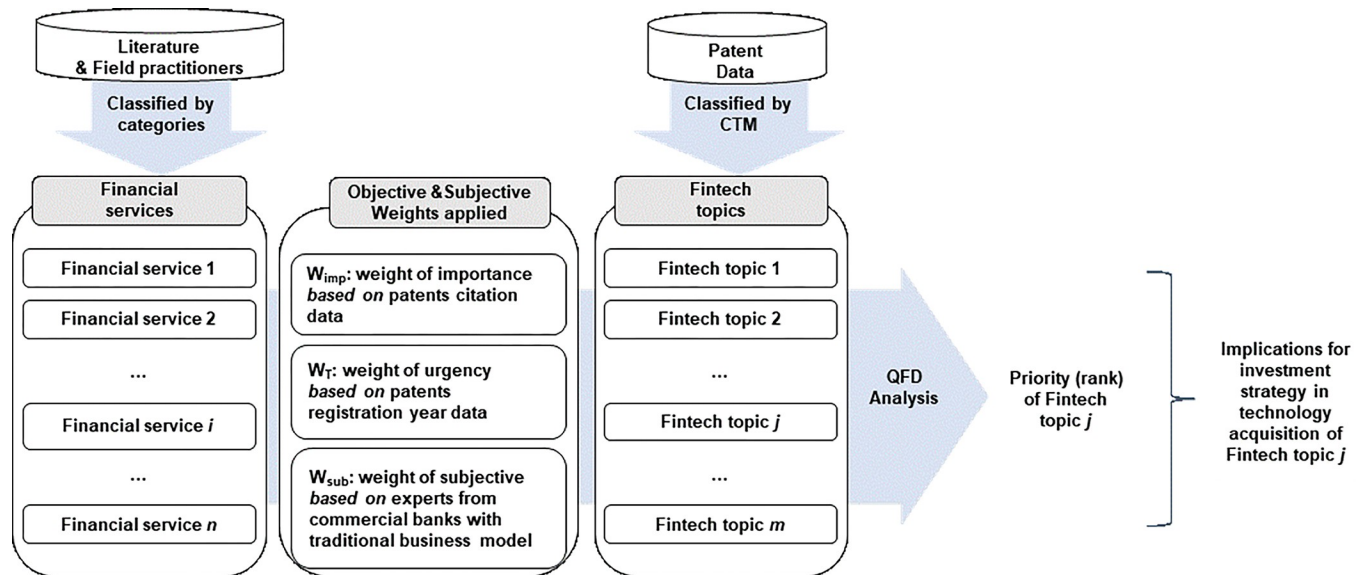 Literature
& Field practitioners
Classified by
categories
Patent
Data
Classified by
CTM
Financial
services
Financial service 1
Financial service 2
...
Financial service i
...
Financial service n
Objective & Subjective
Weights applied
Wimp: weight of importance
based on patents citation
data
WT: weight of urgency
based on patents
registration year data
Wsub: weight of subjective
based on experts from
commercial banks with
traditional business model
Fintech
topics
Fintech topic 1
Fintech topic 2
...
Fintech topic j
...
Fintech topic m
QFD
Analysis
Priority (rank)
of Fintech
topic j
Implications for
investment
strategy in
technology
acquisition of
Fintech topic j